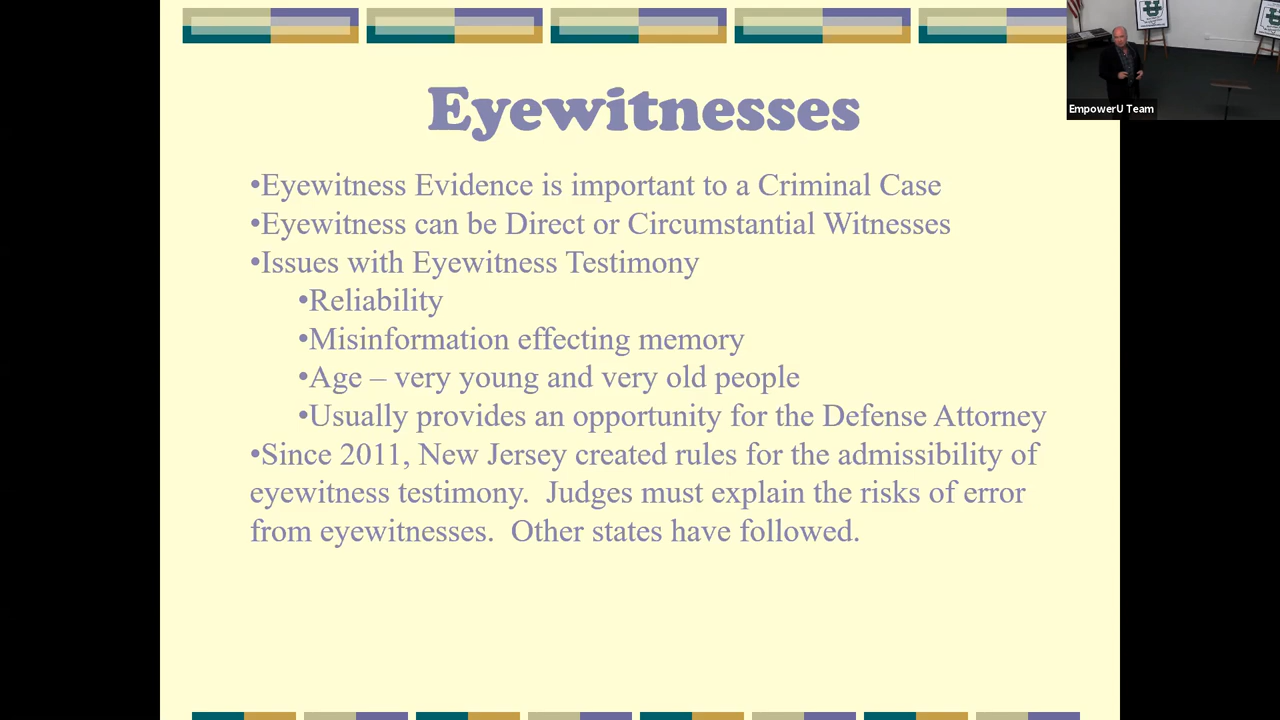 EmpowerU Team
Eyewitnesses
•Eyewitness Evidence is important to a Criminal Case
•Eyewitness can be Direct or Circumstantial Witnesses
•Issues with Eyewitness Testimony
•Reliability
•Misinformation effecting memory
•Age – very young and very old people
•Usually provides an opportunity for the Defense Attorney
•Since 2011, New Jersey created rules for the admissibility of
eyewitness testimony.  Judges must explain the risks of error
from eyewitnesses.  Other states have followed.